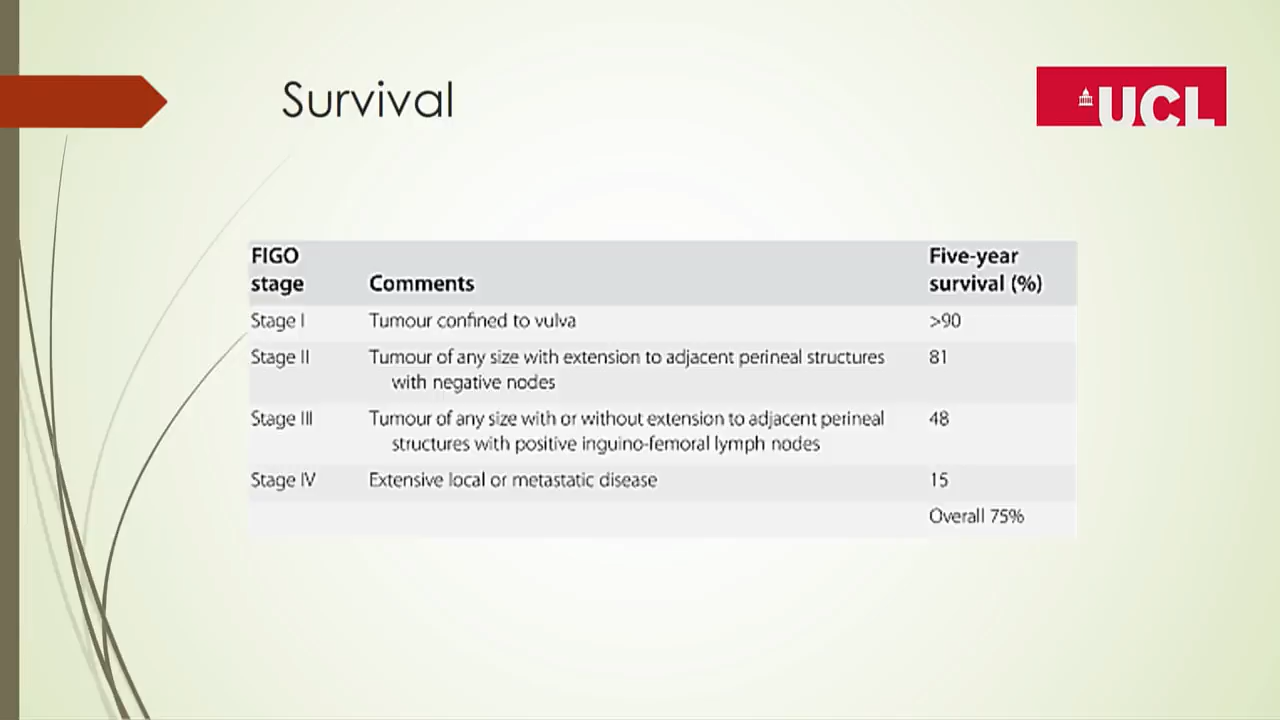 Survival
UCL
FIGO
stage
Comments
Five-year
survival (%)
Stage I
Tumour confined to vulva
>90
Stage II
Tumour of any size with extension to adjacent perineal structures
with negative nodes
81
Stage III
Tumour of any size with or without extension to adjacent perineal
structures with positive inguino-femoral lymph nodes
48
Stage IV
Extensive local or metastatic disease
15
Overall 75%